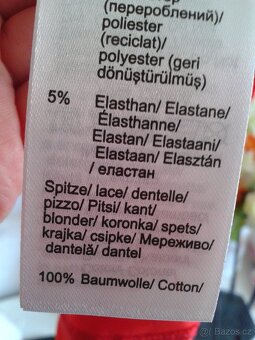 (перероблений)/
poliester
(reciclat)/
polyester (geri
dönüştürülmüş)
5% Elasthan/ Elastane/
Élasthanne/
Elastan/ Elastaani/
Elastaan/ Elasztán/
/ еластан
Spitze/ lace/ dentelle/
pizzo/ Pitsi/ kant/
blonder/ koronka/ spets/
krajka/ csipke/ Мереживо/
dantelă/ dantel
100% Baumwolle/ Cotton/
© Bazos.cz